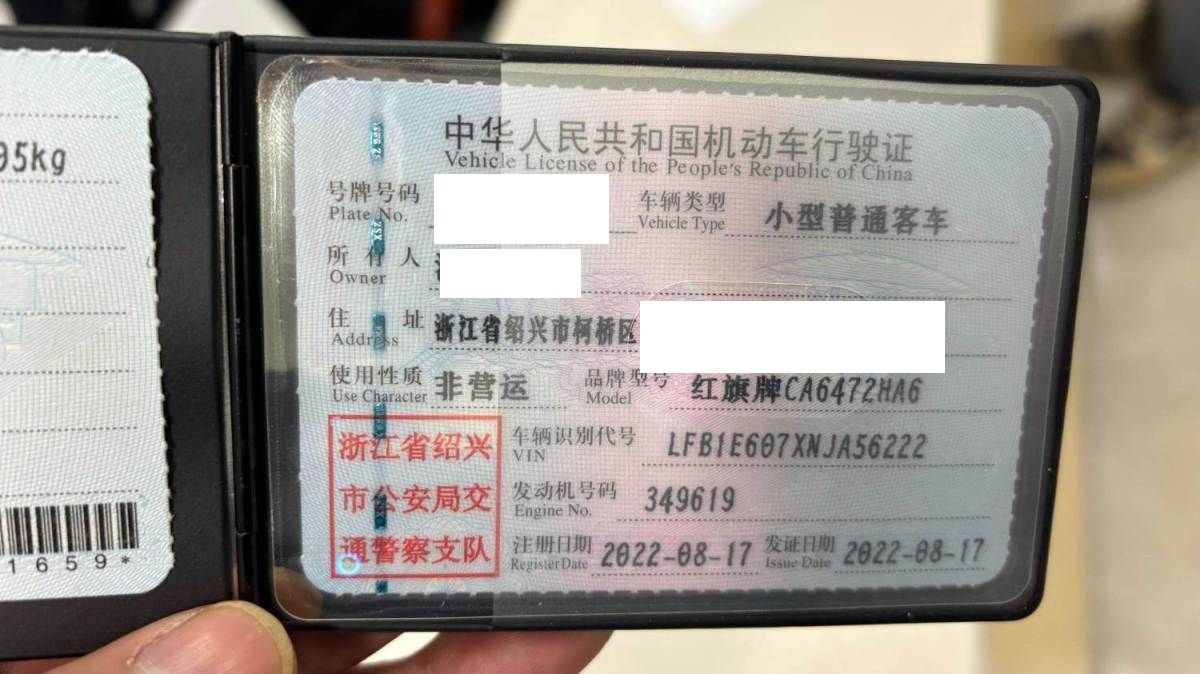 95kg
1659*
中华人民共和国机动车行驶证
Vehicle License of the People's Republic of China
号牌号码
Plate No.
车辆类型 小型普通客车
Vehicle Type
所有人
Owner
住址 浙江省绍兴市柯桥区
Address
使用性质 非营运
Use Character
品牌型号 红旗牌CA6472HA6
Model
浙江省绍兴
市公安局交
通警察支队
车辆识别代号 LFB1E607XNJA56222
VIN
发动机号码 349619
Engine No.
注册日期 2022-08-17
Register Date
发证日期 2022-08-17
Issue Date